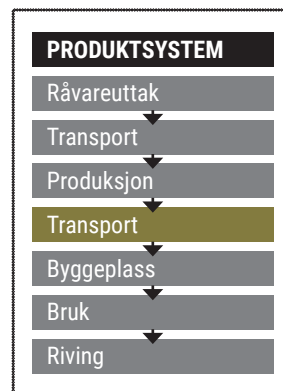 PRODUKTSYSTEM
Råvareuttak
Transport
Produksjon
Transport
Byggeplass
Bruk
Riving